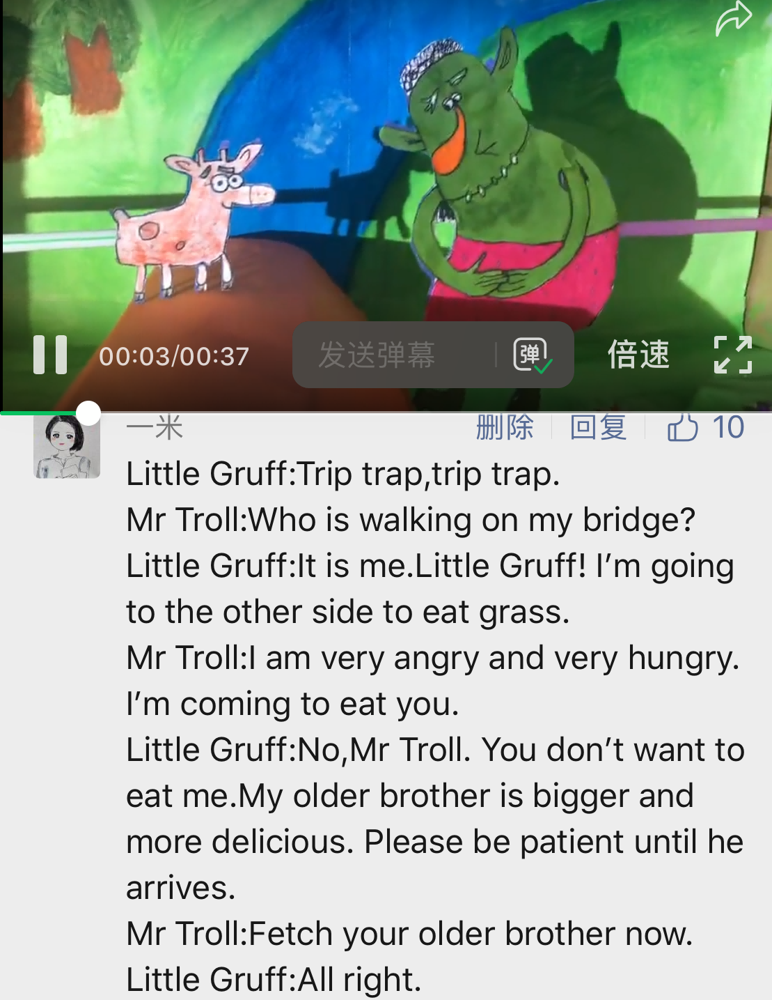 00:03/00:37
发送弹幕
弹
倍速
一米
删除
回复
10
Little Gruff:Trip trap,trip trap.
Mr Troll:Who is walking on my bridge?
Little Gruff:It is me.Little Gruff! I’m going
to the other side to eat grass.
Mr Troll:I am very angry and very hungry.
I’m coming to eat you.
Little Gruff:No,Mr Troll. You don’t want to
eat me.My older brother is bigger and
more delicious. Please be patient until he
arrives.
Mr Troll:Fetch your older brother now.
Little Gruff:All right.